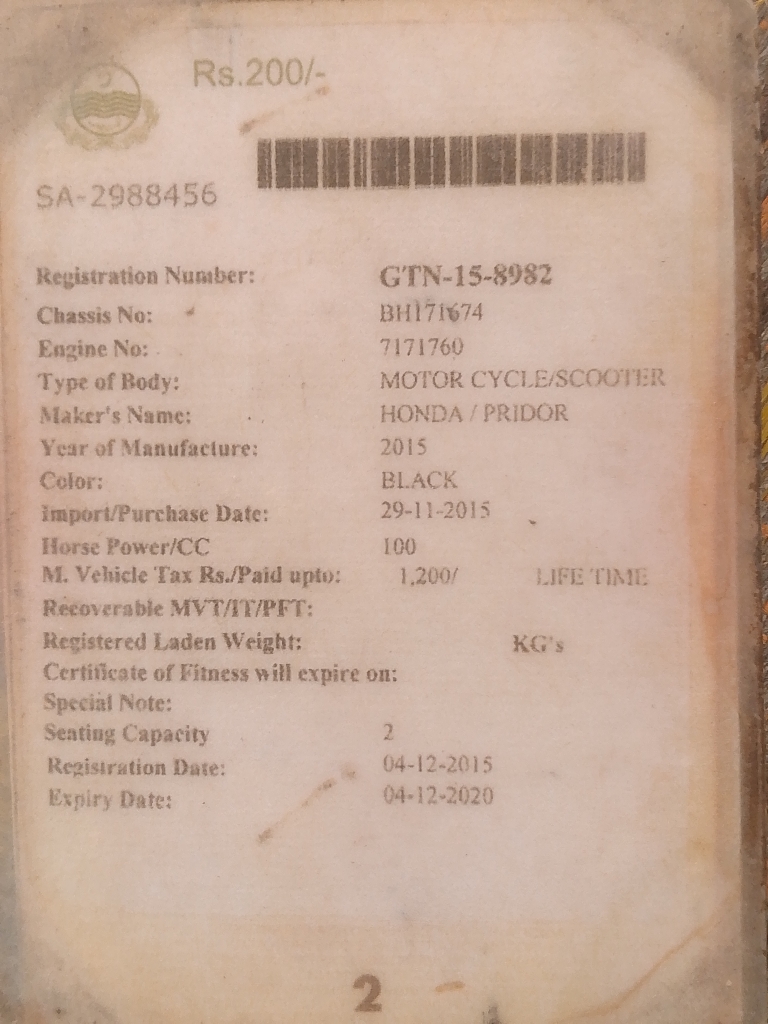 Rs.200/-
SA-2988456
Registration Number: GTN-15-8982
Chassis No: BH171674
Engine No: 7171760
Type of Body: MOTOR CYCLE/SCOOTER
Maker's Name: HONDA / PRIDOR
Year of Manufacture: 2015
Color: BLACK
Import/Purchase Date: 29-11-2015
Horse Power/CC 100
M. Vehicle Tax Rs./Paid upto: 1,200/ LIFE TIME
Recoverable MVT/IT/PFT:
Registered Laden Weight: KG's
Certificate of Fitness will expire on:
Special Note:
Seating Capacity 2
Registration Date: 04-12-2015
Expiry Date: 04-12-2020
2